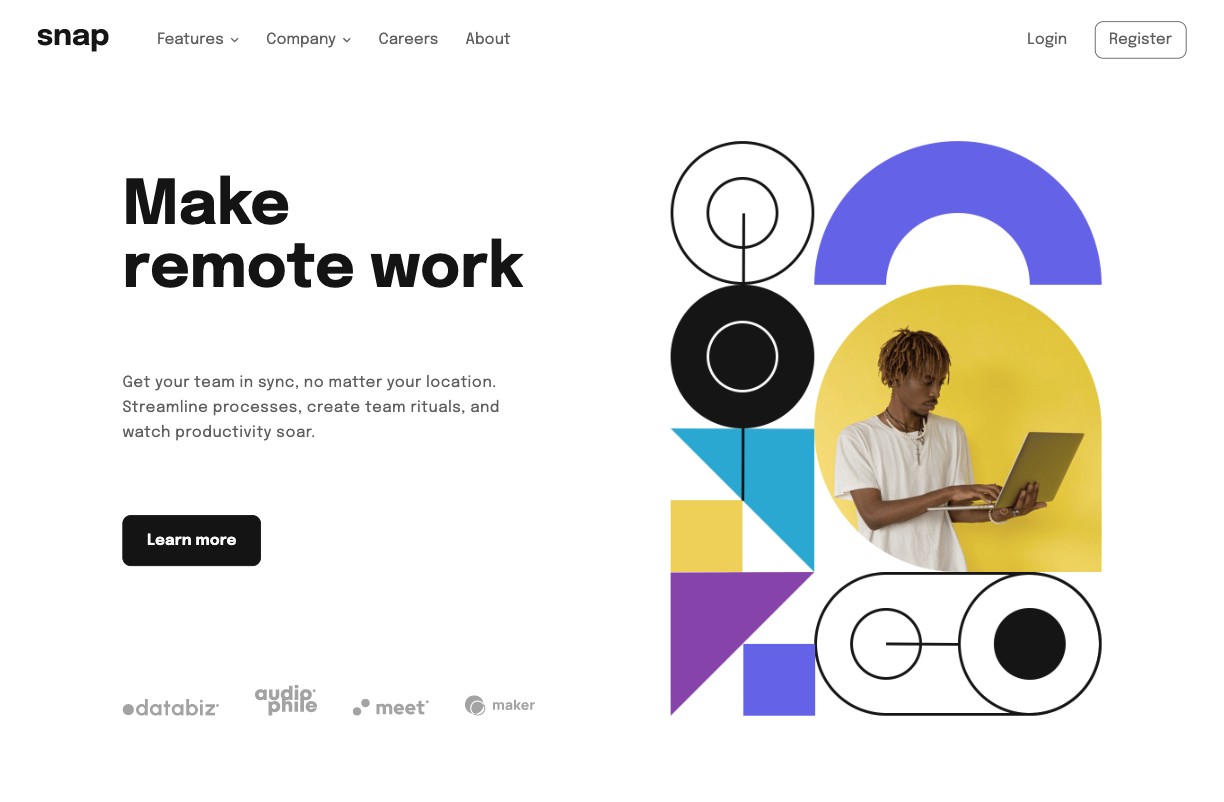 snap
Features
Company
Careers
About
Login
Register
Make
remote work
Get your team in sync, no matter your location.
Streamline processes, create team rituals, and
watch productivity soar.
Learn more
databiz
audio
phile
meet
maker